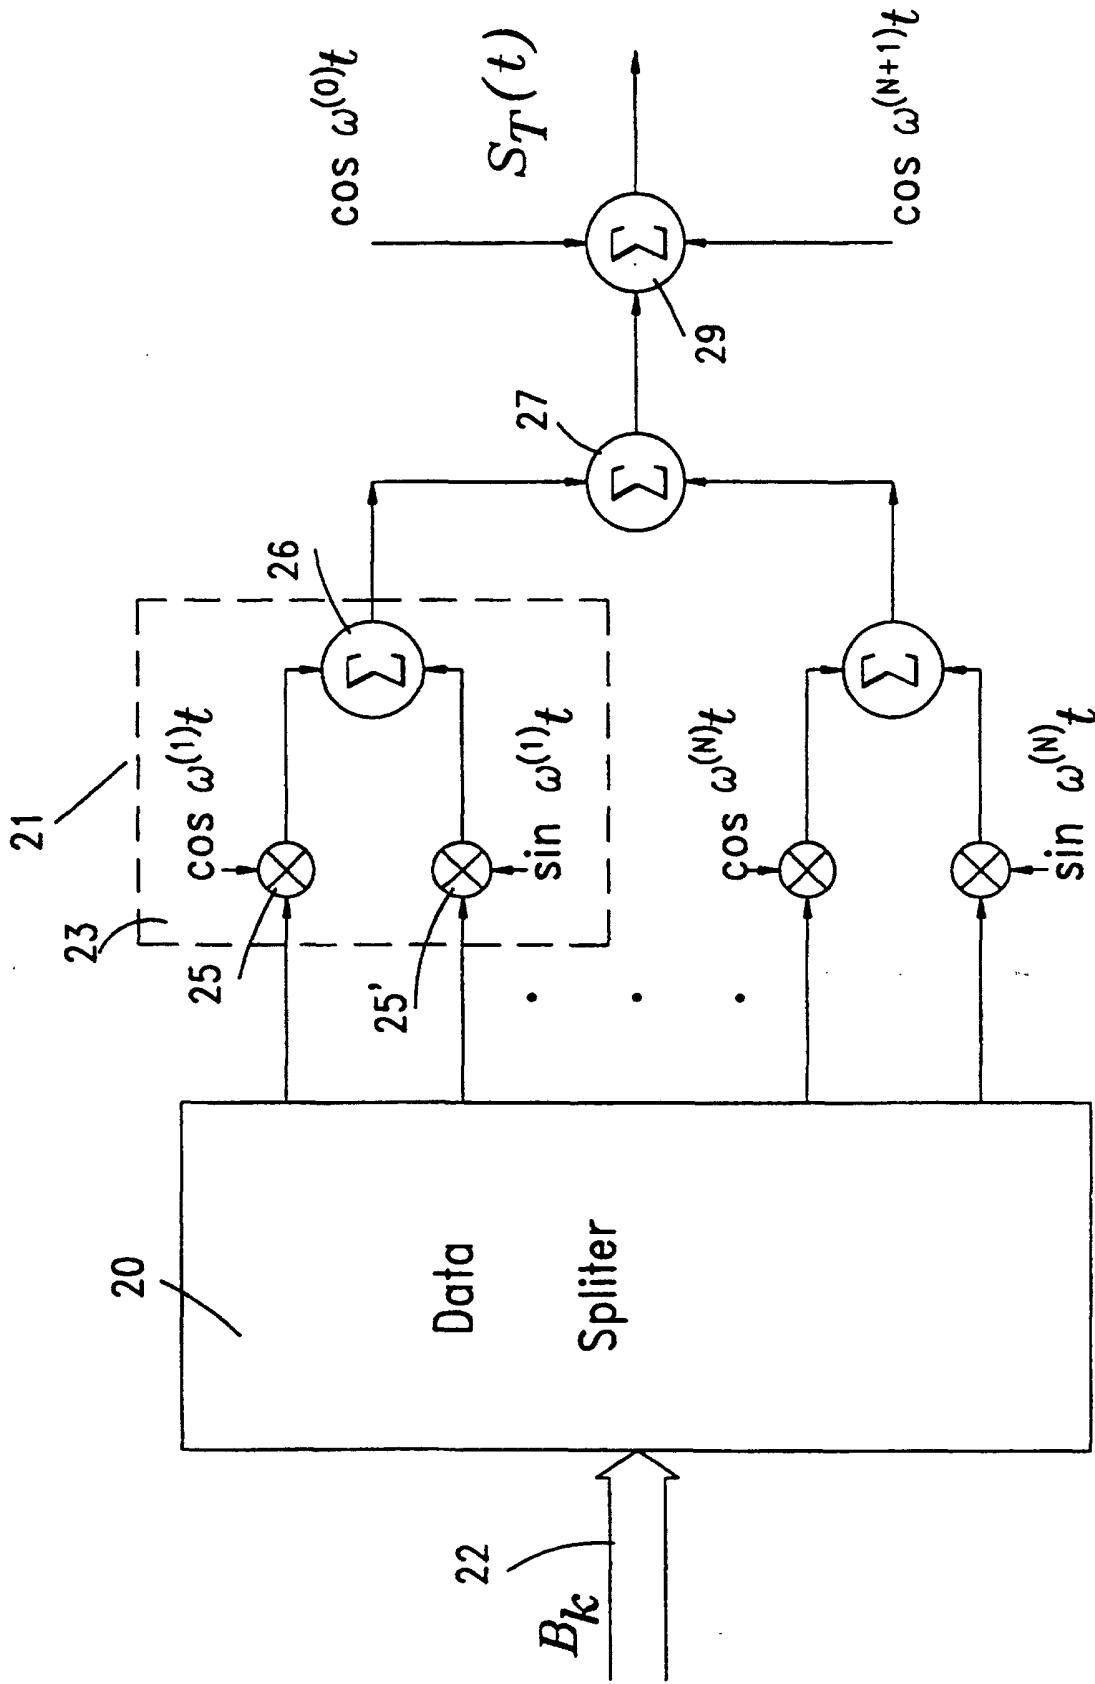 B_k
22
20
Data
Spliter
21
23
25
cos ω^(1)t
26
25'
sin ω^(1)t
cos ω^(N)t
sin ω^(N)t
Σ
Σ
27
Σ
29
Σ
cos ω^(0)t
S_T(t)
cos ω^(N+1)t